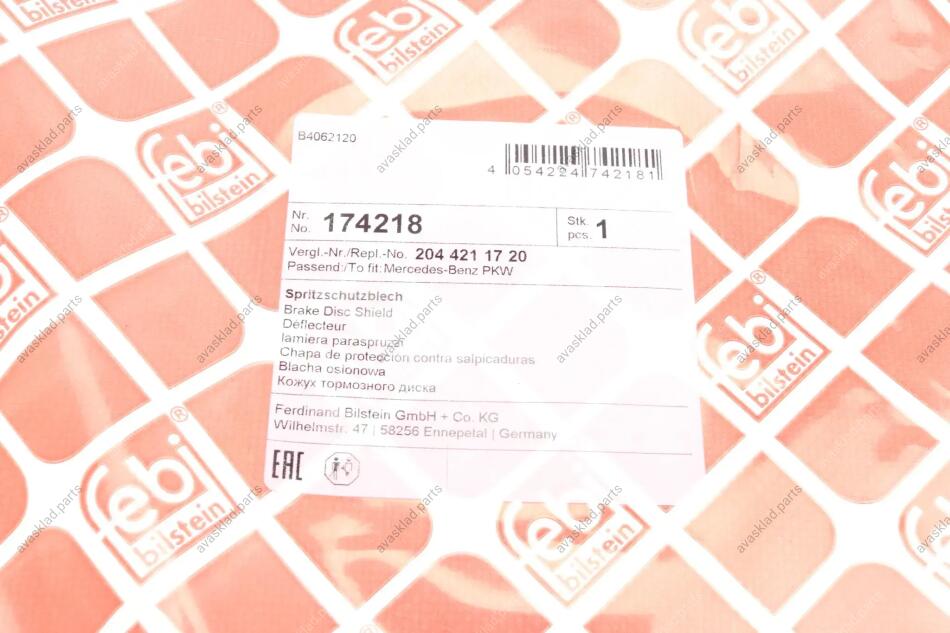 febi
bilstein
B4062120
4 054224 742181
Nr.
No. 174218
Stk.
pcs. 1
Vergl.-Nr./Repl.-No. 204 421 17 20
Passend:/To fit:Mercedes-Benz PKW
Spritzschutzblech
Brake Disc Shield
Déflecteur
lamiera paraspruzzi
Chapa de protección contra salpicaduras
Blacha osłonowa
Кожух тормозного диска
Ferdinand Bilstein GmbH + Co. KG
Wilhelmstr. 47 | 58256 Ennepetal | Germany
EAC
avasklad.parts